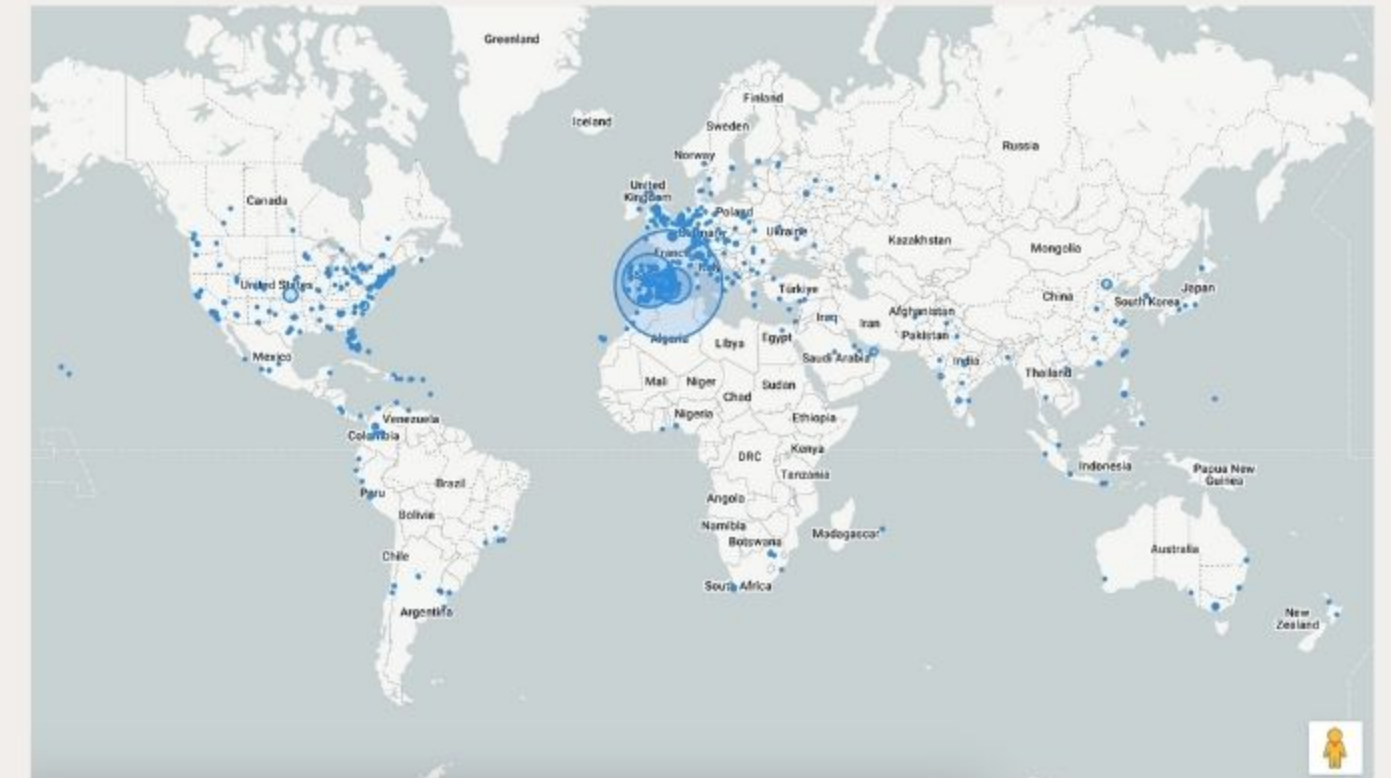 Greenland
Finland
Iceland
Sweden
Russia
Norway
United
Kingdom
Canada
Poland
Ukraine
Kazakhstan
Mongolia
United States
Türkiye
China
Japan
South Korea
Afghanistan
Iraq
Iran
Pakistan
Algeria
Libya
Egypt
Mexico
Saudi Arabia
India
Thailand
Mali
Niger
Chad
Sudan
Venezuela
Nigeria
Ethiopia
Colombia
Kenya
DRC
Indonesia
Papua New
Guinea
Tanzania
Brazil
Peru
Angola
Bolivia
Namibia
Madagascar
Botswana
Australia
Chile
South Africa
Argentina
New
Zealand